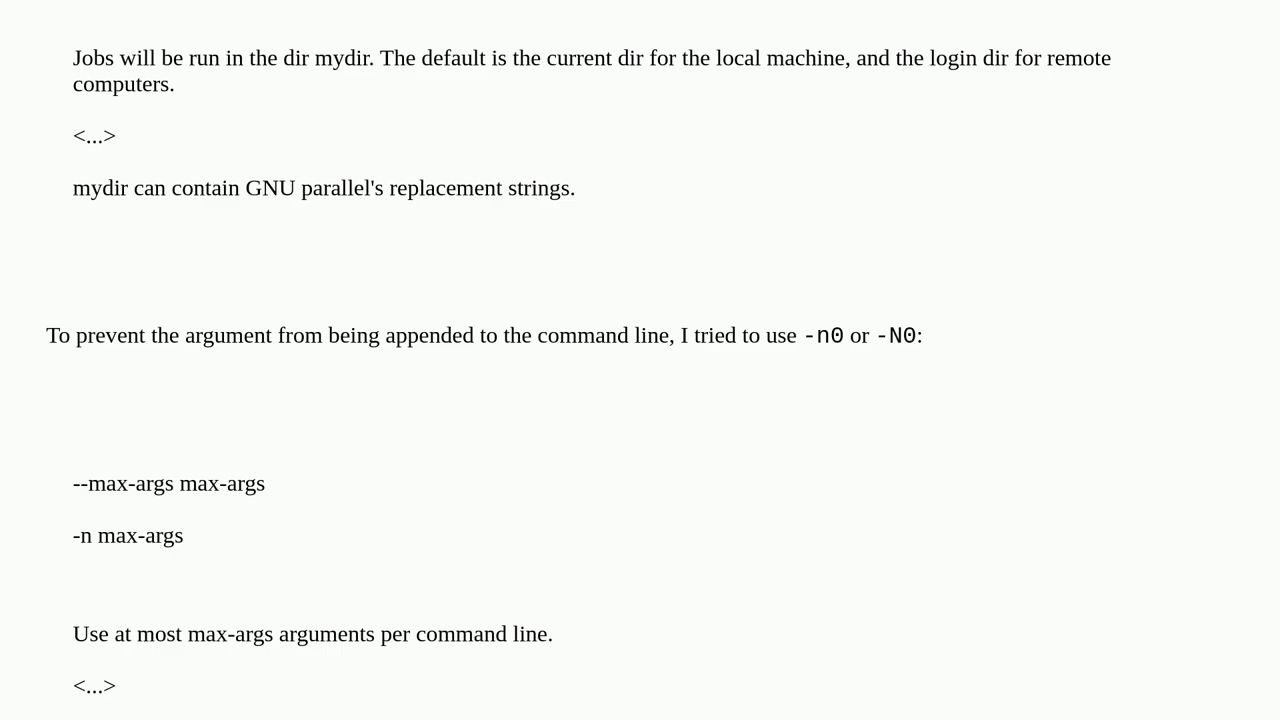 Jobs will be run in the dir mydir. The default is the current dir for the local machine, and the login dir for remote
computers.
<...>
mydir can contain GNU parallel's replacement strings.
To prevent the argument from being appended to the command line, I tried to use -n0 or -N0:
--max-args max-args
-n max-args
Use at most max-args arguments per command line.
<...>